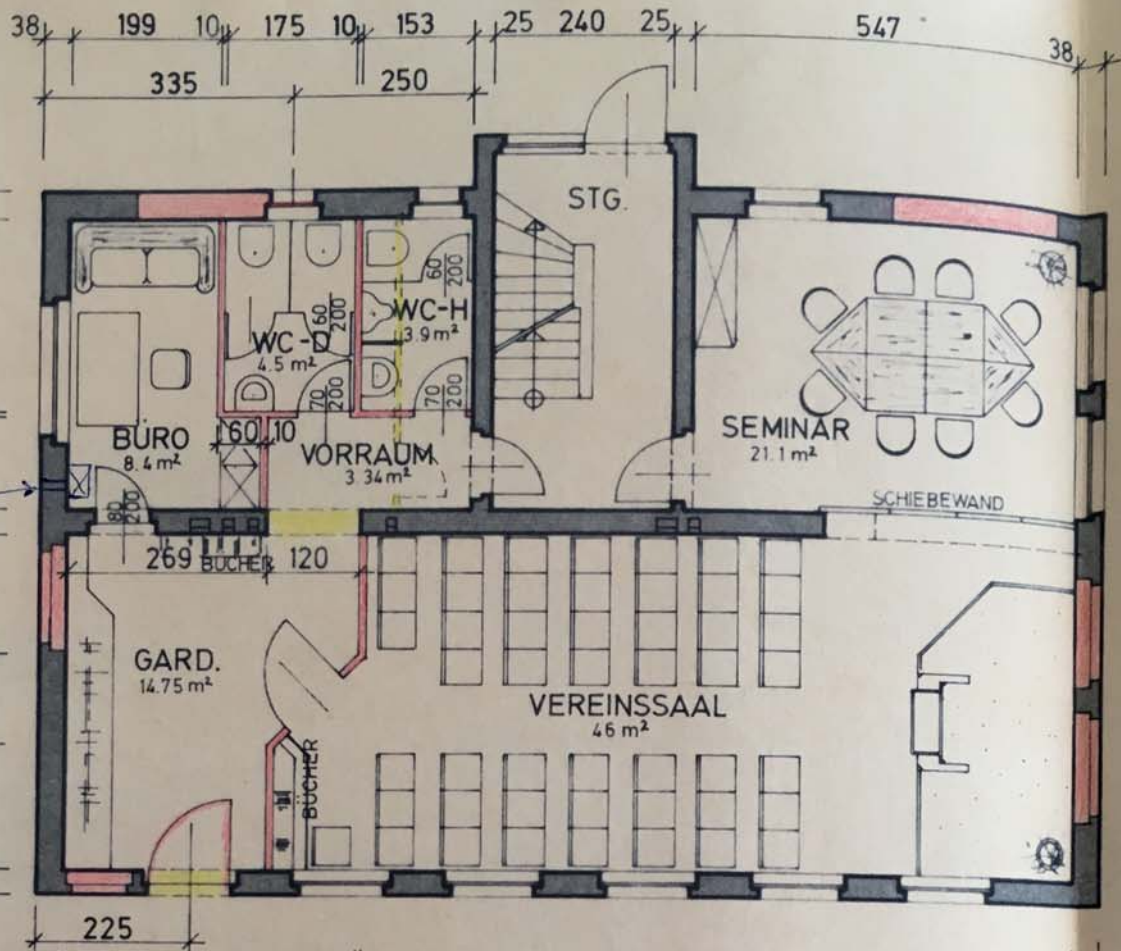 38 199 10 175 10 153 25 240 25 547 38
335 250
STG.
60
200
60
200
WC-D
4.5 m²
WC-H
3.9 m²
70
200
70
200
BÜRO
8.4 m²
60 10
VORRAUM
3.34 m²
SEMINAR
21.1 m²
SCHIEBEWAND
80
200
269 BÜCHER 120
GARD.
14.75 m²
VEREINSSAAL
46 m²
BÜCHER
225